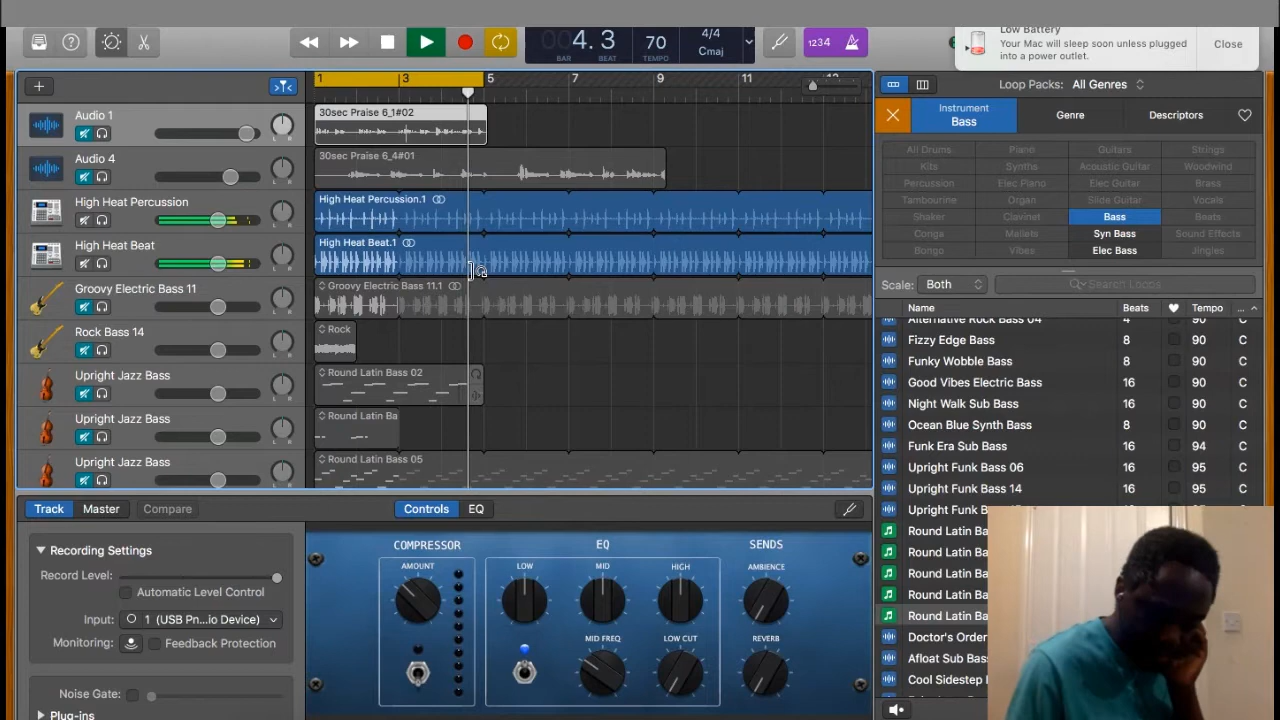 4.3
BAR
BEAT
70
TEMPO
4/4
Cmaj
1234
Low Battery
Your Mac will sleep soon unless plugged
into a power outlet.
Close
1 3 5 7 9 11
Loop Packs: All Genres
Audio 1
30sec Praise 6_1#02
Instrument
Bass
Genre
Descriptors
Audio 4
30sec Praise 6_4#01
All Drums Piano Guitars Strings
Kits Synths Acoustic Guitar Woodwind
Percussion Elec Piano Elec Guitar Brass
Tambourine Organ Slide Guitar Vocals
Shaker Clavinet Bass Beats
Conga Mallets Syn Bass Sound Effects
Bongo Vibes Elec Bass Jingles
High Heat Percussion
High Heat Percussion.1
High Heat Beat
High Heat Beat.1
Groovy Electric Bass 11
Groovy Electric Bass 11.1
Rock Bass 14
Rock
Upright Jazz Bass
Round Latin Bass 02
Upright Jazz Bass
Round Latin Ba
Upright Jazz Bass
Round Latin Bass 05
L R
Scale: Both
Search Loops
Name Beats Tempo ...
Alternative Rock Bass 04 4 90 C
Fizzy Edge Bass 8 90 C
Funky Wobble Bass 8 90 C
Good Vibes Electric Bass 16 90 C
Night Walk Sub Bass 16 90 C
Ocean Blue Synth Bass 16 90 C
Funk Era Sub Bass 16 94 C
Upright Funk Bass 06 16 95 C
Upright Funk Bass 14 16 95 C
Upright Funk B 95 C
Round Latin Ba
Round Latin Ba
Round Latin Ba
Round Latin Ba
Round Latin Ba
Doctor's Order
Afloat Sub Bas
Cool Sidestep
Track Master Compare
Controls EQ
Recording Settings
Record Level:
Automatic Level Control
Input: 1 (USB Pn...io Device)
Monitoring: Feedback Protection
Noise Gate:
Plug-ins
COMPRESSOR
AMOUNT
EQ
LOW MID HIGH
MID FREQ LOW CUT
SENDS
AMBIENCE
REVERB